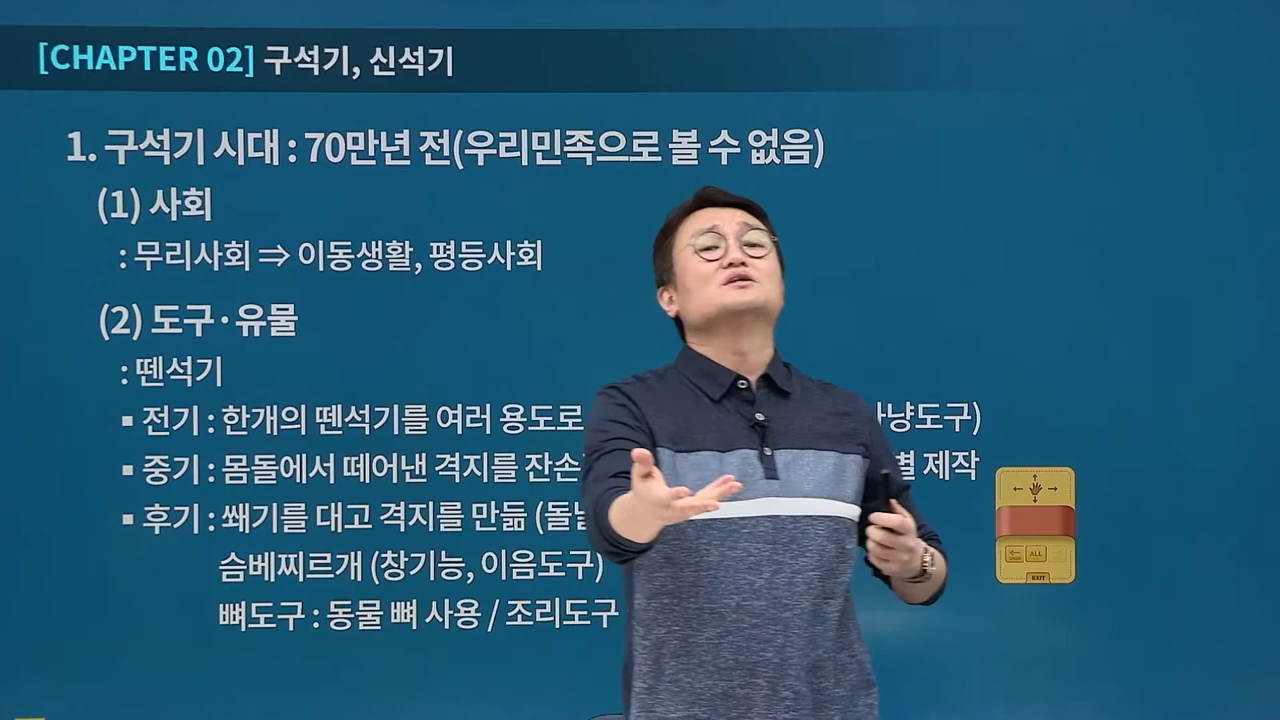 [CHAPTER 02] 구석기, 신석기
1. 구석기 시대 : 70만년 전(우리민족으로 볼 수 없음)
(1) 사회
: 무리사회 ⇒ 이동생활, 평등사회
(2) 도구·유물
: 뗀석기
▪ 전기 : 한개의 뗀석기를 여러 용도로 냥도구)
▪ 중기 : 몸돌에서 떼어낸 격지를 잔손 제작
▪ 후기 : 쐐기를 대고 격지를 만듦 (돌날
슴베찌르개 (창기능, 이음도구)
뼈도구 : 동물 뼈 사용 / 조리도구
ALL
EXIT